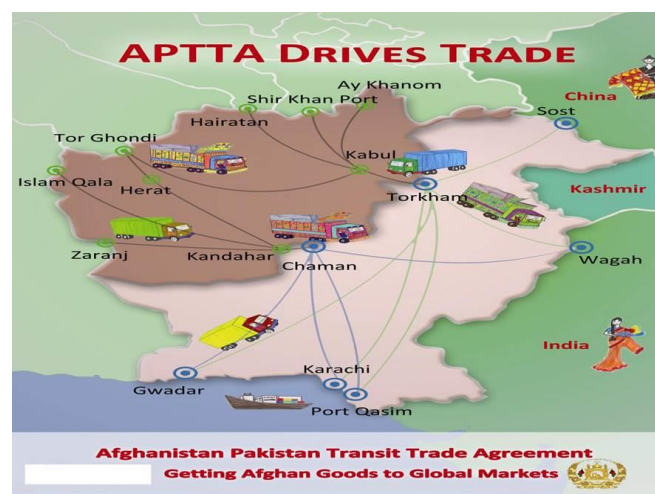 APTTA DRIVES TRADE
Ay Khanom
Shir Khan Port
China
Hairatan
Sost
Tor Ghondi
Kabul
Islam Qala
Herat
Torkham
Kashmir
Zaranj
Kandahar
Chaman
Wagah
India
Karachi
Gwadar
Port Qasim
Afghanistan Pakistan Transit Trade Agreement
Getting Afghan Goods to Global Markets